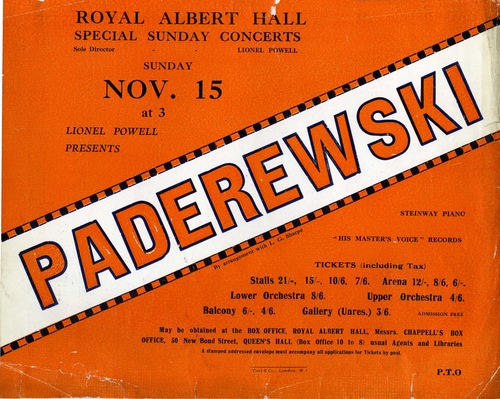 ROYAL ALBERT HALL
SPECIAL SUNDAY CONCERTS
Sole Director - - LIONEL POWELL
SUNDAY
NOV. 15
at 3
LIONEL POWELL
PRESENTS
PADEREWSKI
By arrangement with L. G. Sharpe
STEINWAY PIANO
"HIS MASTER'S VOICE" RECORDS
TICKETS (including Tax)
Stalls 21/-, 15/-, 10/6, 7/6. Arena 12/-, 8/6, 6/-.
Lower Orchestra 8/6. Upper Orchestra 4/6.
Balcony 6/-, 4/6. Gallery (Unres.) 3/6. ADMISSION FREE
May be obtained at the BOX OFFICE, ROYAL ALBERT HALL, Messrs. CHAPPELL'S BOX
OFFICE, 50 New Bond Street, QUEEN'S HALL (Box Office 10 to 8) usual Agents and Libraries
A stamped addressed envelope must accompany all applications for Tickets by post.
London, W.
P.T.O